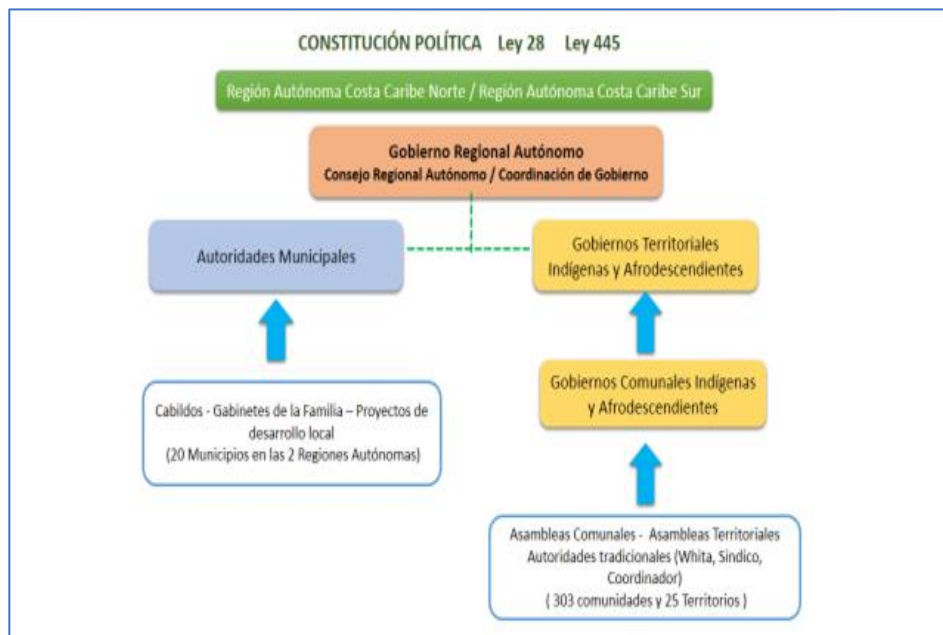 CONSTITUCIÓN POLÍTICA Ley 28 Ley 445
Región Autónoma Costa Caribe Norte / Región Autónoma Costa Caribe Sur
Gobierno Regional Autónomo
Consejo Regional Autónomo / Coordinación de Gobierno
Autoridades Municipales
Gobiernos Territoriales
Indígenas y Afrodescendientes
Gobiernos Comunales Indígenas
y Afrodescendientes
Cabildos - Gabinetes de la Familia – Proyectos de
desarrollo local
(20 Municipios en las 2 Regiones Autónomas)
Asambleas Comunales - Asambleas Territoriales
Autoridades tradicionales (Whita, Síndico,
Coordinador)
( 303 comunidades y 25 Territorios )